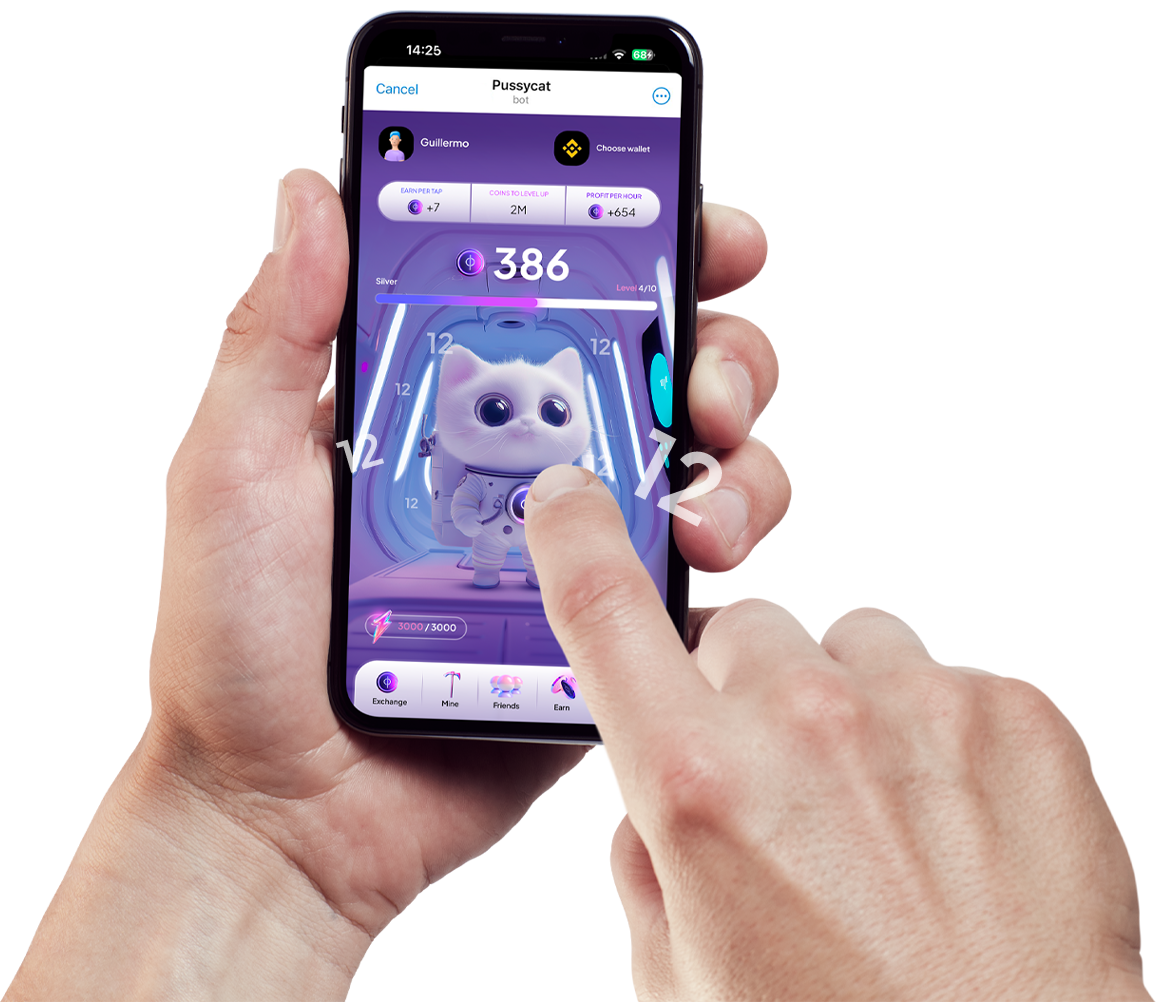 14:25
68
Cancel
Pussycat
bot
Guillermo
Choose wallet
EARN PER TAP
COINS TO LEVEL UP
PROFIT PER HOUR
+7
2M
+654
386
Silver
Level 4/10
12
12
12
12
12
12
12
3000/3000
Exchange
Mine
Friends
Earn